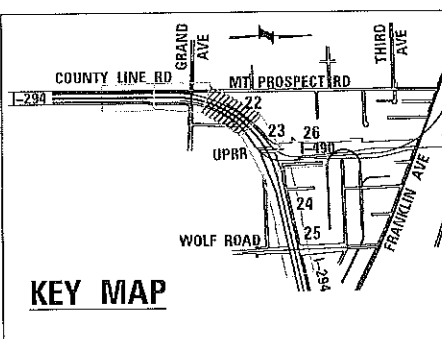 GRAND AVE
THIRD AVE
COUNTY LINE RD
MT PROSPECT RD
I-294
22
23
26
I-490
UPRR
24
25
WOLF ROAD
FRANKLIN AVE
I-294
KEY MAP